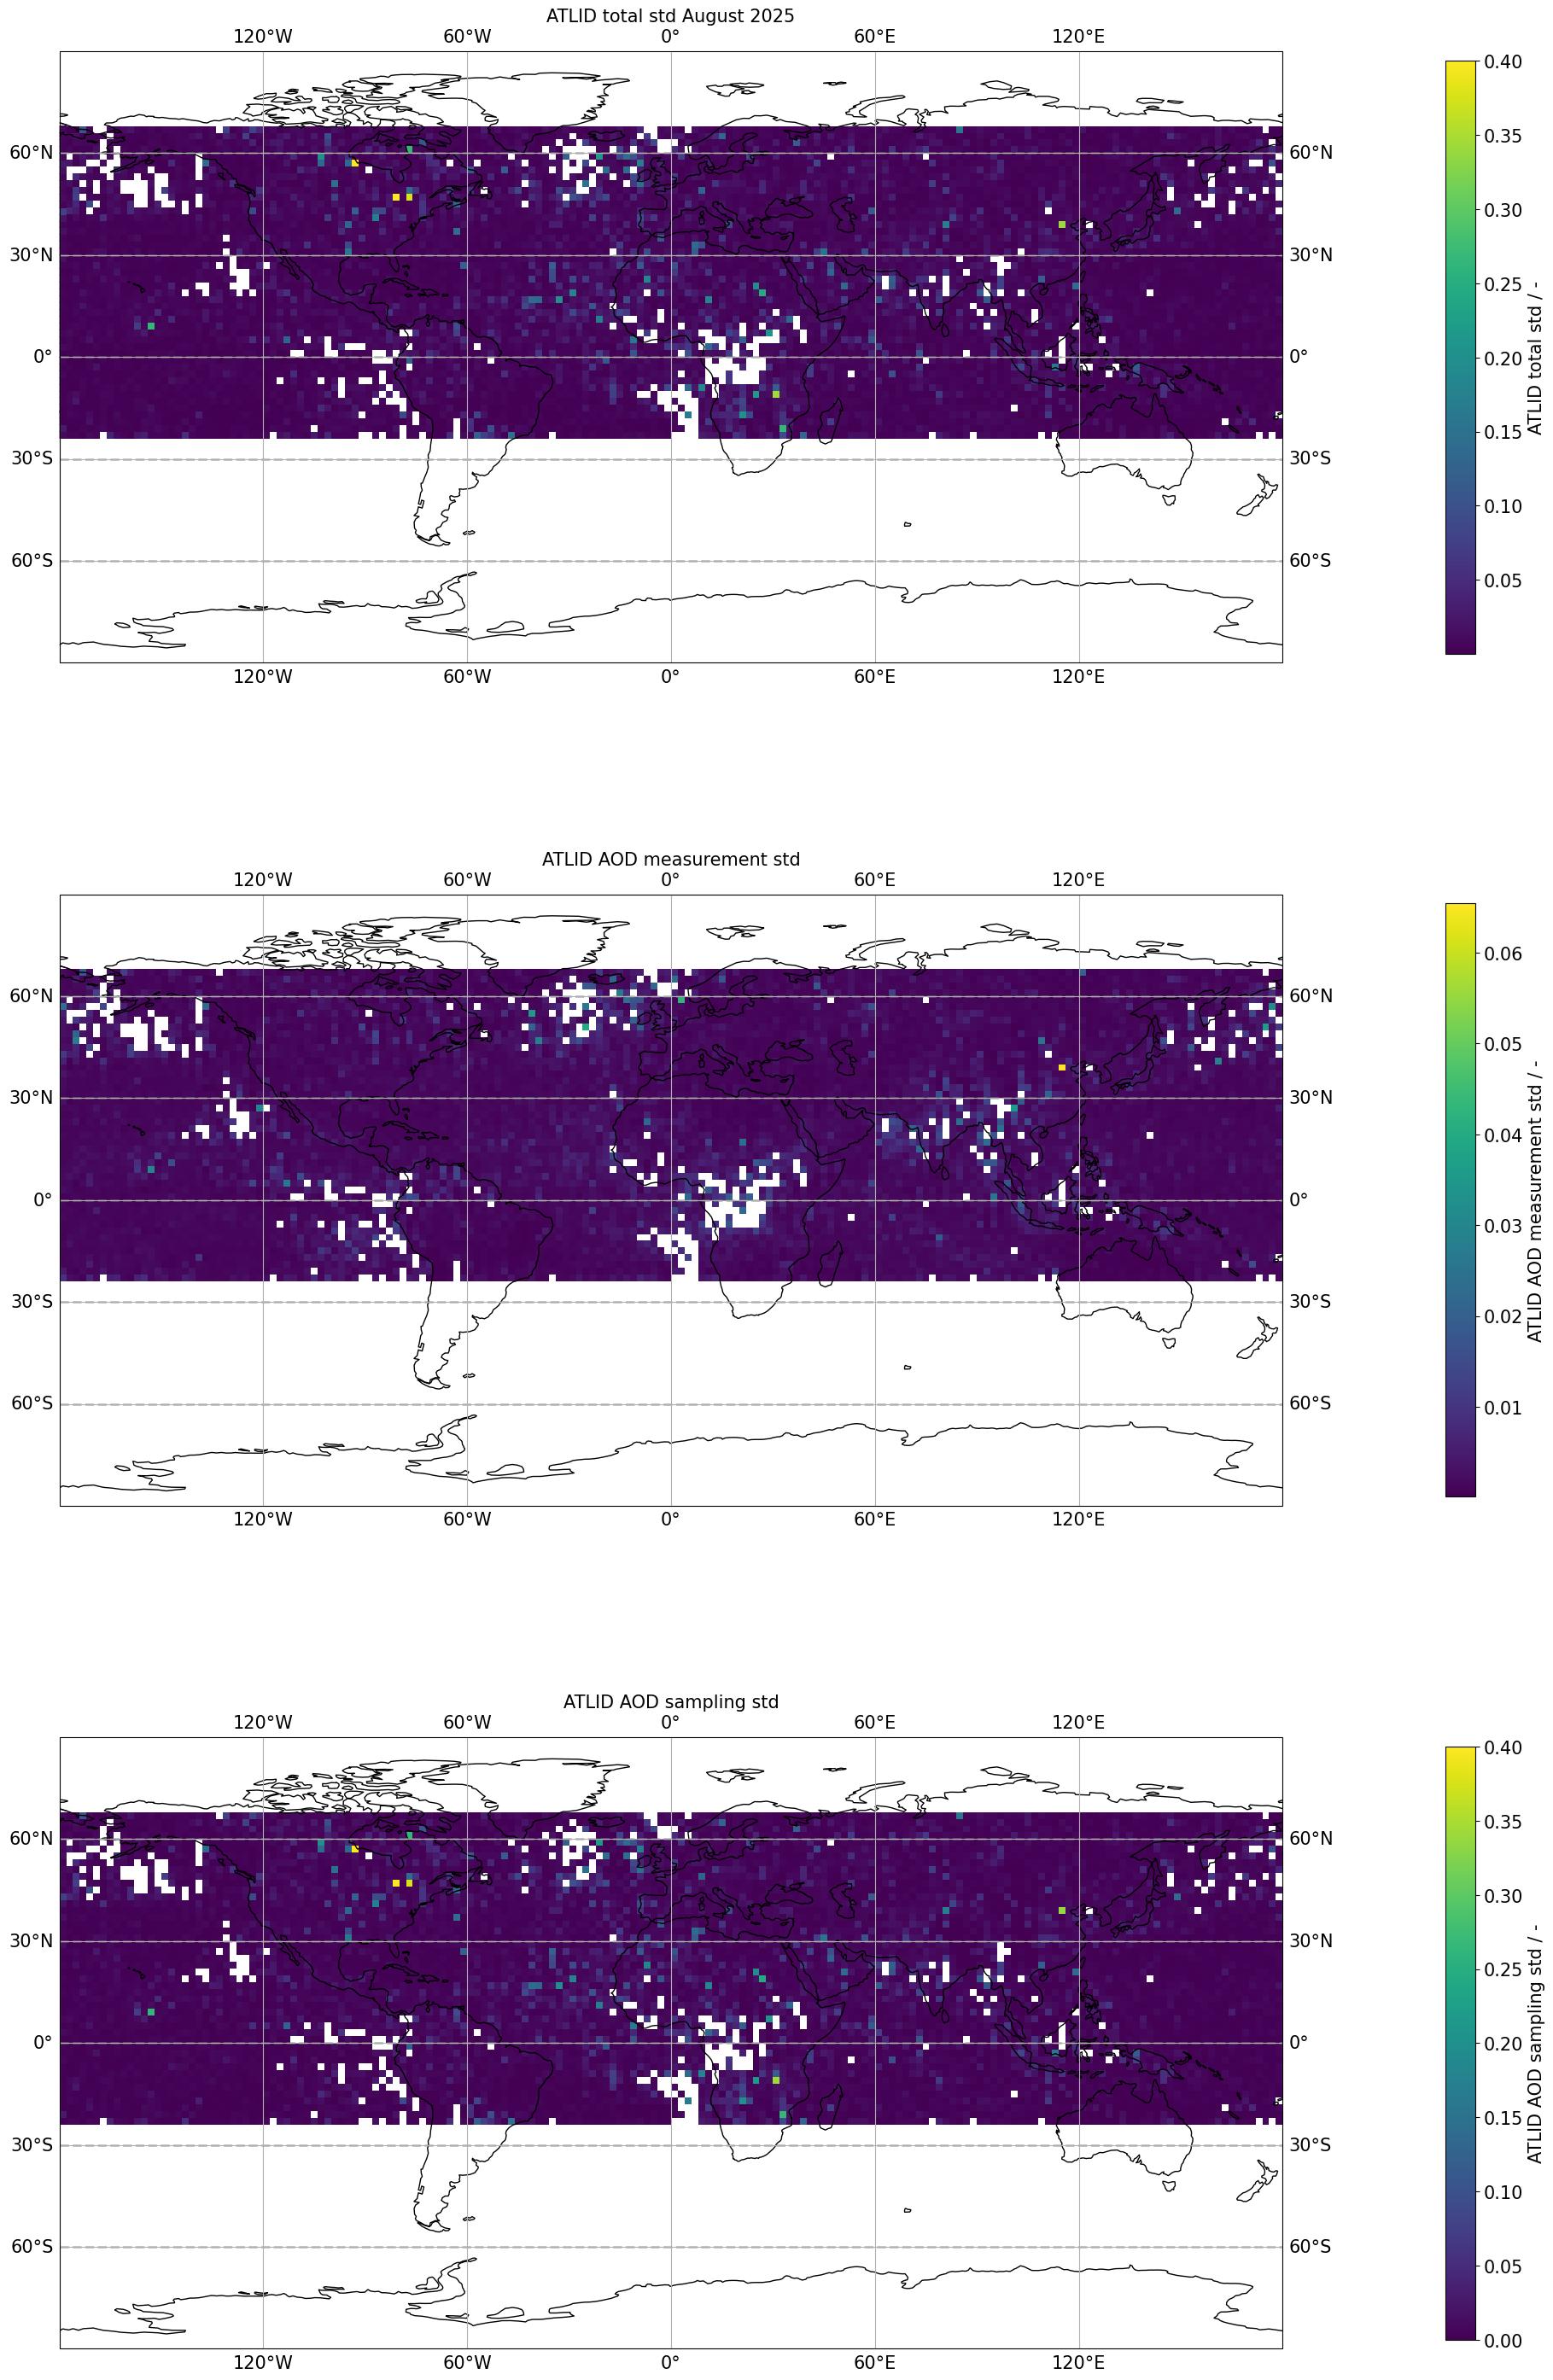 ATLID total std August 2025
120°W 60°W 0° 60°E 120°E
0.40
0.35
60°N 60°N
0.30
30°N 30°N
0.25
0° 0°
0.20
ATLID total std / -
0.15
30°S 30°S
0.10
60°S 60°S
0.05
120°W 60°W 0° 60°E 120°E
ATLID AOD measurement std
120°W 60°W 0° 60°E 120°E
0.06
60°N 60°N
0.05
30°N 30°N
0.04
0° 0°
0.03
ATLID AOD measurement std / -
30°S 30°S
0.02
60°S 60°S
0.01
120°W 60°W 0° 60°E 120°E
ATLID AOD sampling std
120°W 60°W 0° 60°E 120°E
0.40
0.35
60°N 60°N
0.30
30°N 30°N
0.25
0° 0°
0.20
ATLID AOD sampling std / -
0.15
30°S 30°S
0.10
60°S 60°S
0.05
0.00
120°W 60°W 0° 60°E 120°E